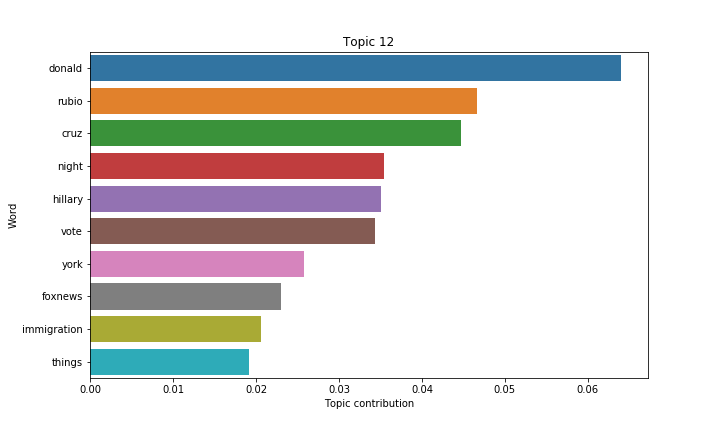 Topic 12
donald
rubio
cruz
night
hillary
vote
york
foxnews
immigration
things
Word
0.00 0.01 0.02 0.03 0.04 0.05 0.06
Topic contribution